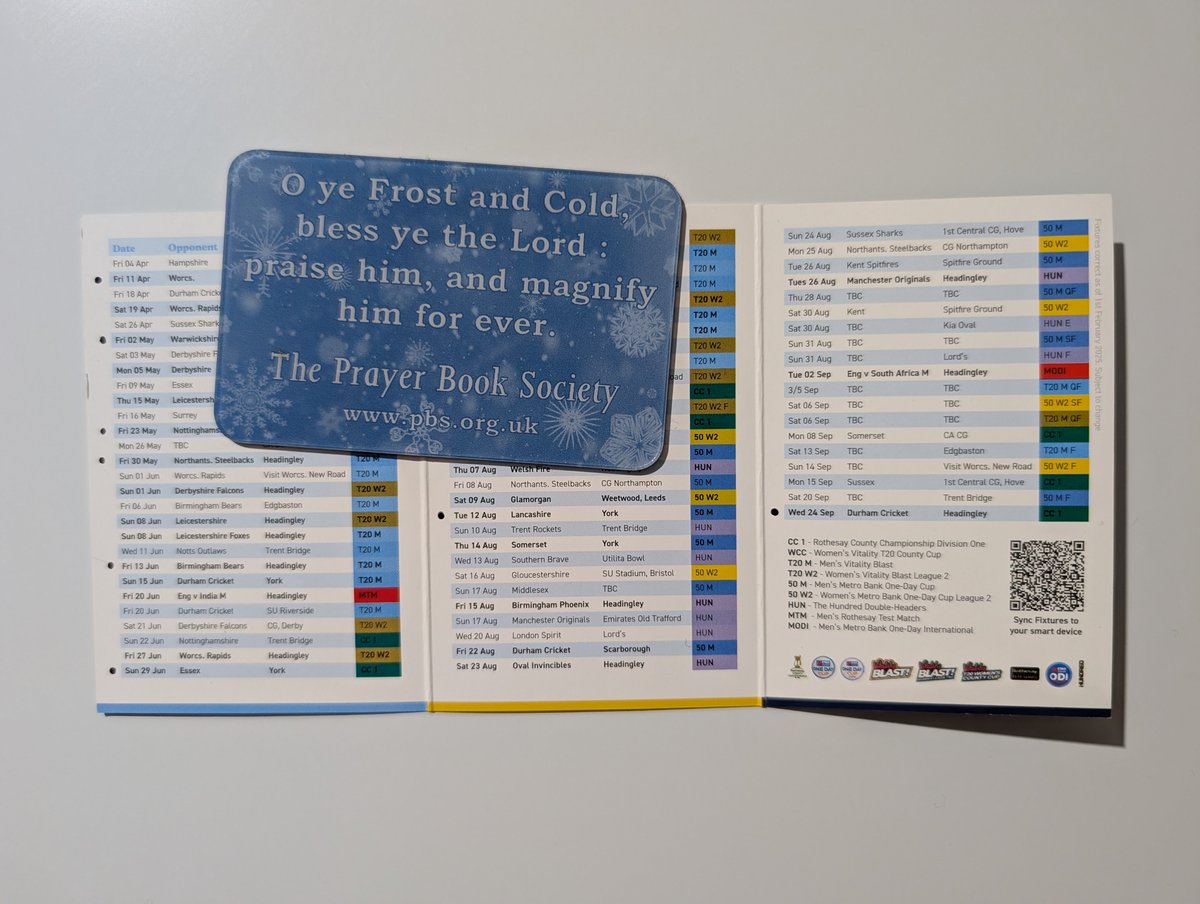 O ye Frost and Cold,
bless ye the Lord :
praise him, and magnify
him for ever.
The Prayer Book Society
www.pbs.org.uk
Date Opponent
Fri 04 Apr Hampshire
Fri 11 Apr Worcs.
Fri 18 Apr Durham Cricket
Sat 19 Apr Worcs. Rapids
Sat 26 Apr Sussex
Fri 02 May Warwickshire
Sat 03 May Derbyshire
Mon 05 May Derbyshire
Fri 09 May Essex
Thu 15 May
Fri 16 May Surrey
Fri 23 May
Mon 26 May TBC
Fri 30 May Northants. Steelbacks Headingley T20 M
Sun 01 Jun Worcs. Rapids Visit Worcs. New Road T20 M
Sun 01 Jun Derbyshire Falcons Headingley T20 W2
Fri 06 Jun Birmingham Bears Edgbaston T20 M
Sun 08 Jun Leicestershire Headingley T20 W2
Sun 08 Jun Leicestershire Foxes Headingley T20 M
Wed 11 Jun Notts Outlaws Trent Bridge T20 M
Fri 13 Jun Birmingham Bears Headingley T20 M
Sun 15 Jun Durham Cricket York T20 M
Fri 20 Jun Eng v India M Headingley MTM
Fri 20 Jun Durham Cricket SU Riverside T20 M
Sat 21 Jun Derbyshire Falcons CG, Derby T20 W2
Sun 22 Jun Nottinghamshire Trent Bridge CC 1
Fri 27 Jun Worcs. Rapids Headingley T20 W2
Sun 29 Jun Essex York CC 1
T20 W2
T20 M
T20 M
T20 M
T20 W2
T20 M
T20 M
T20 W2
T20 M
T20 W2
CC 1
T20 W2 F
CC 1
50 W2
50 M
Thu 07 Aug Welsh Fire HUN
Fri 08 Aug Northants. Steelbacks CG Northampton 50 M
Sat 09 Aug Glamorgan Weetwood, Leeds 50 W2
Tue 12 Aug Lancashire York 50 M
Sun 10 Aug Trent Rockets Trent Bridge HUN
Thu 14 Aug Somerset York 50 M
Wed 13 Aug Southern Brave Utilita Bowl HUN
Sat 16 Aug Gloucestershire SU Stadium, Bristol 50 W2
Sun 17 Aug Middlesex TBC 50 M
Fri 15 Aug Birmingham Phoenix Headingley HUN
Sun 17 Aug Manchester Originals Emirates Old Trafford HUN
Wed 20 Aug London Spirit Lord's HUN
Fri 22 Aug Durham Cricket Scarborough 50 M
Sat 23 Aug Oval Invincibles Headingley HUN
Sun 24 Aug Sussex Sharks 1st Central CG, Hove 50 M
Mon 25 Aug Northants. Steelbacks CG Northampton 50 W2
Tue 26 Aug Kent Spitfires Spitfire Ground 50 M
Tues 26 Aug Manchester Originals Headingley HUN
Thu 28 Aug TBC TBC 50 M QF
Sat 30 Aug Kent Spitfire Ground 50 W2
Sat 30 Aug TBC Kia Oval HUN E
Sun 31 Aug TBC TBC 50 M SF
Sun 31 Aug TBC Lord's HUN F
Tue 02 Sep Eng v South Africa M Headingley MODI
3/5 Sep TBC TBC T20 M QF
Sat 06 Sep TBC TBC 50 W2 SF
Sat 06 Sep TBC TBC T20 M QF
Mon 08 Sep Somerset CA CG CC 1
Sat 13 Sep TBC Edgbaston T20 M F
Sun 14 Sep TBC Visit Worcs. New Road 50 W2 F
Mon 15 Sep Sussex 1st Central CG, Hove CC 1
Sat 20 Sep TBC Trent Bridge 50 M F
Wed 24 Sep Durham Cricket Headingley CC 1
Fixtures correct as of 1st February 2025. Subject to change
CC 1 - Rothesay County Championship Division One
WCC - Women's Vitality T20 County Cup
T20 M - Men's Vitality Blast
T20 W2 - Women's Vitality Blast League 2
50 M - Men's Metro Bank One-Day Cup
50 W2 - Women's Metro Bank One-Day Cup League 2
HUN - The Hundred Double-Headers
MTM - Men's Rothesay Test Match
MODI - Men's Metro Bank One-Day International
Sync Fixtures to
your smart device
ONE DAY
BLAST!
BLAST!
T20 WOMEN'S
COUNTY CUP
ODI
HUNDRED